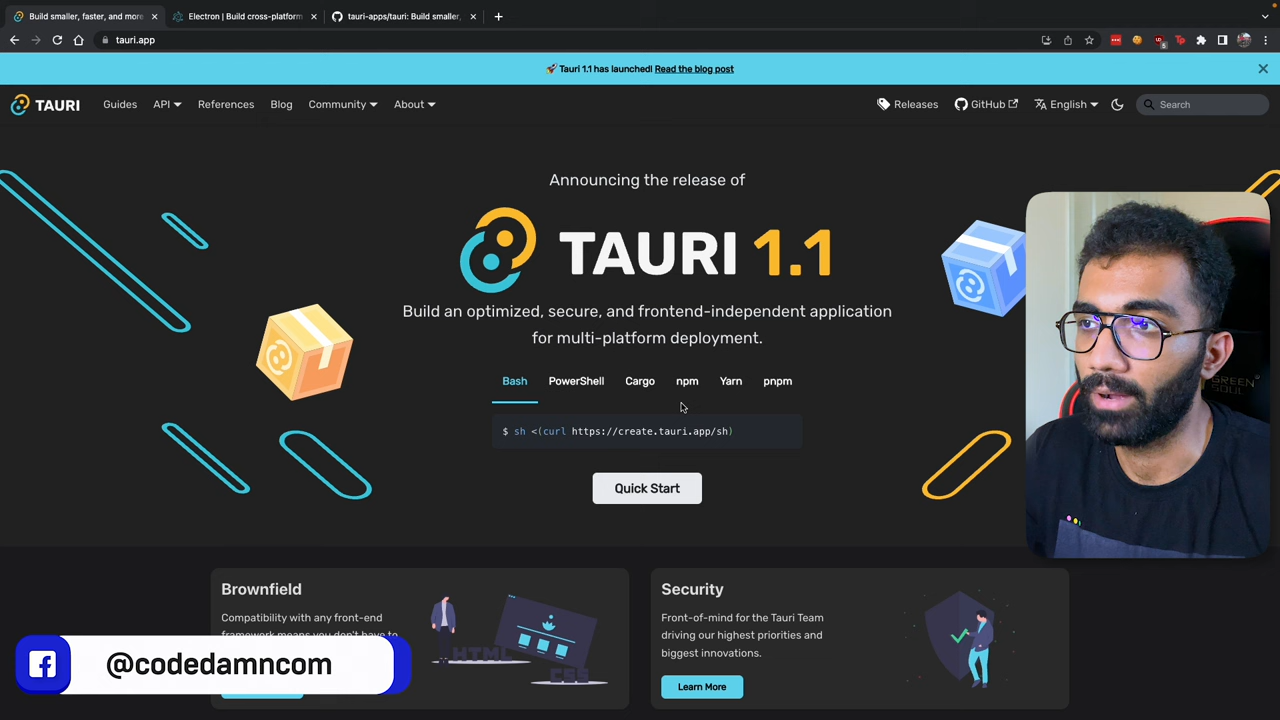 Build smaller, faster, and more
Electron | Build cross-platform
tauri-apps/tauri: Build smaller,
tauri.app
🚀 Tauri 1.1 has launched! Read the blog post
TAURI
Guides
API
References
Blog
Community
About
Releases
GitHub
English
Search
Announcing the release of
TAURI 1.1
Build an optimized, secure, and frontend-independent application
for multi-platform deployment.
Bash
PowerShell
Cargo
npm
Yarn
pnpm
$ sh <(curl https://create.tauri.app/sh)
Quick Start
GREEN
SOUL
Brownfield
Compatibility with any front-end
framework means you don't have to
HTML
CSS
Security
Front-of-mind for the Tauri Team
driving our highest priorities and
biggest innovations.
Learn More
@codedamncom